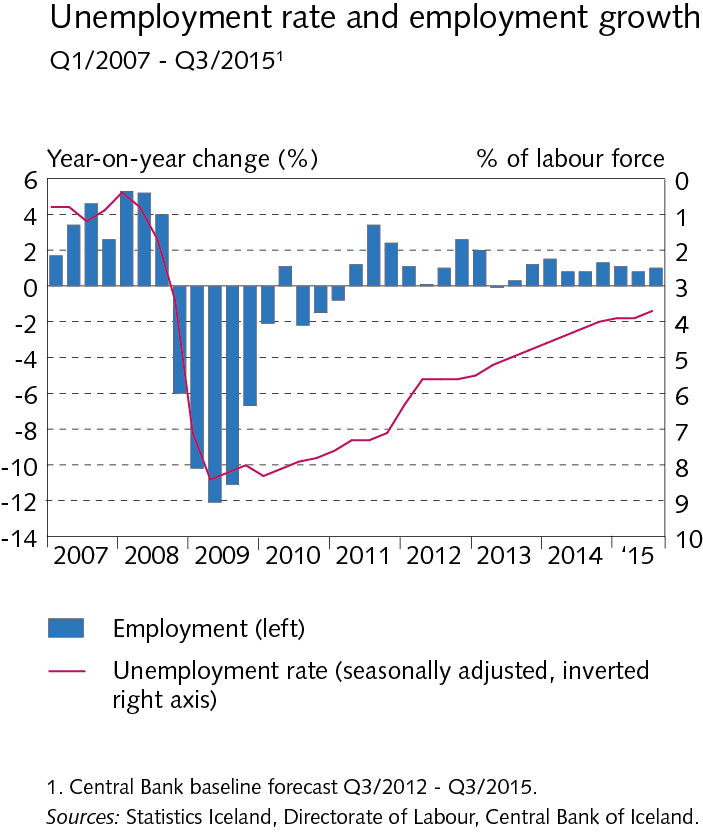 Unemployment rate and employment growth
Q1/2007 - Q3/2015¹
Year-on-year change (%) % of labour force
6 0
4 1
2 2
0 3
-2 4
-4 5
-6 6
-8 7
-10 8
-12 9
-14 10
2007 2008 2009 2010 2011 2012 2013 2014 ‘15
Employment (left)
Unemployment rate (seasonally adjusted, inverted
right axis)
1. Central Bank baseline forecast Q3/2012 - Q3/2015.
Sources: Statistics Iceland, Directorate of Labour, Central Bank of Iceland.